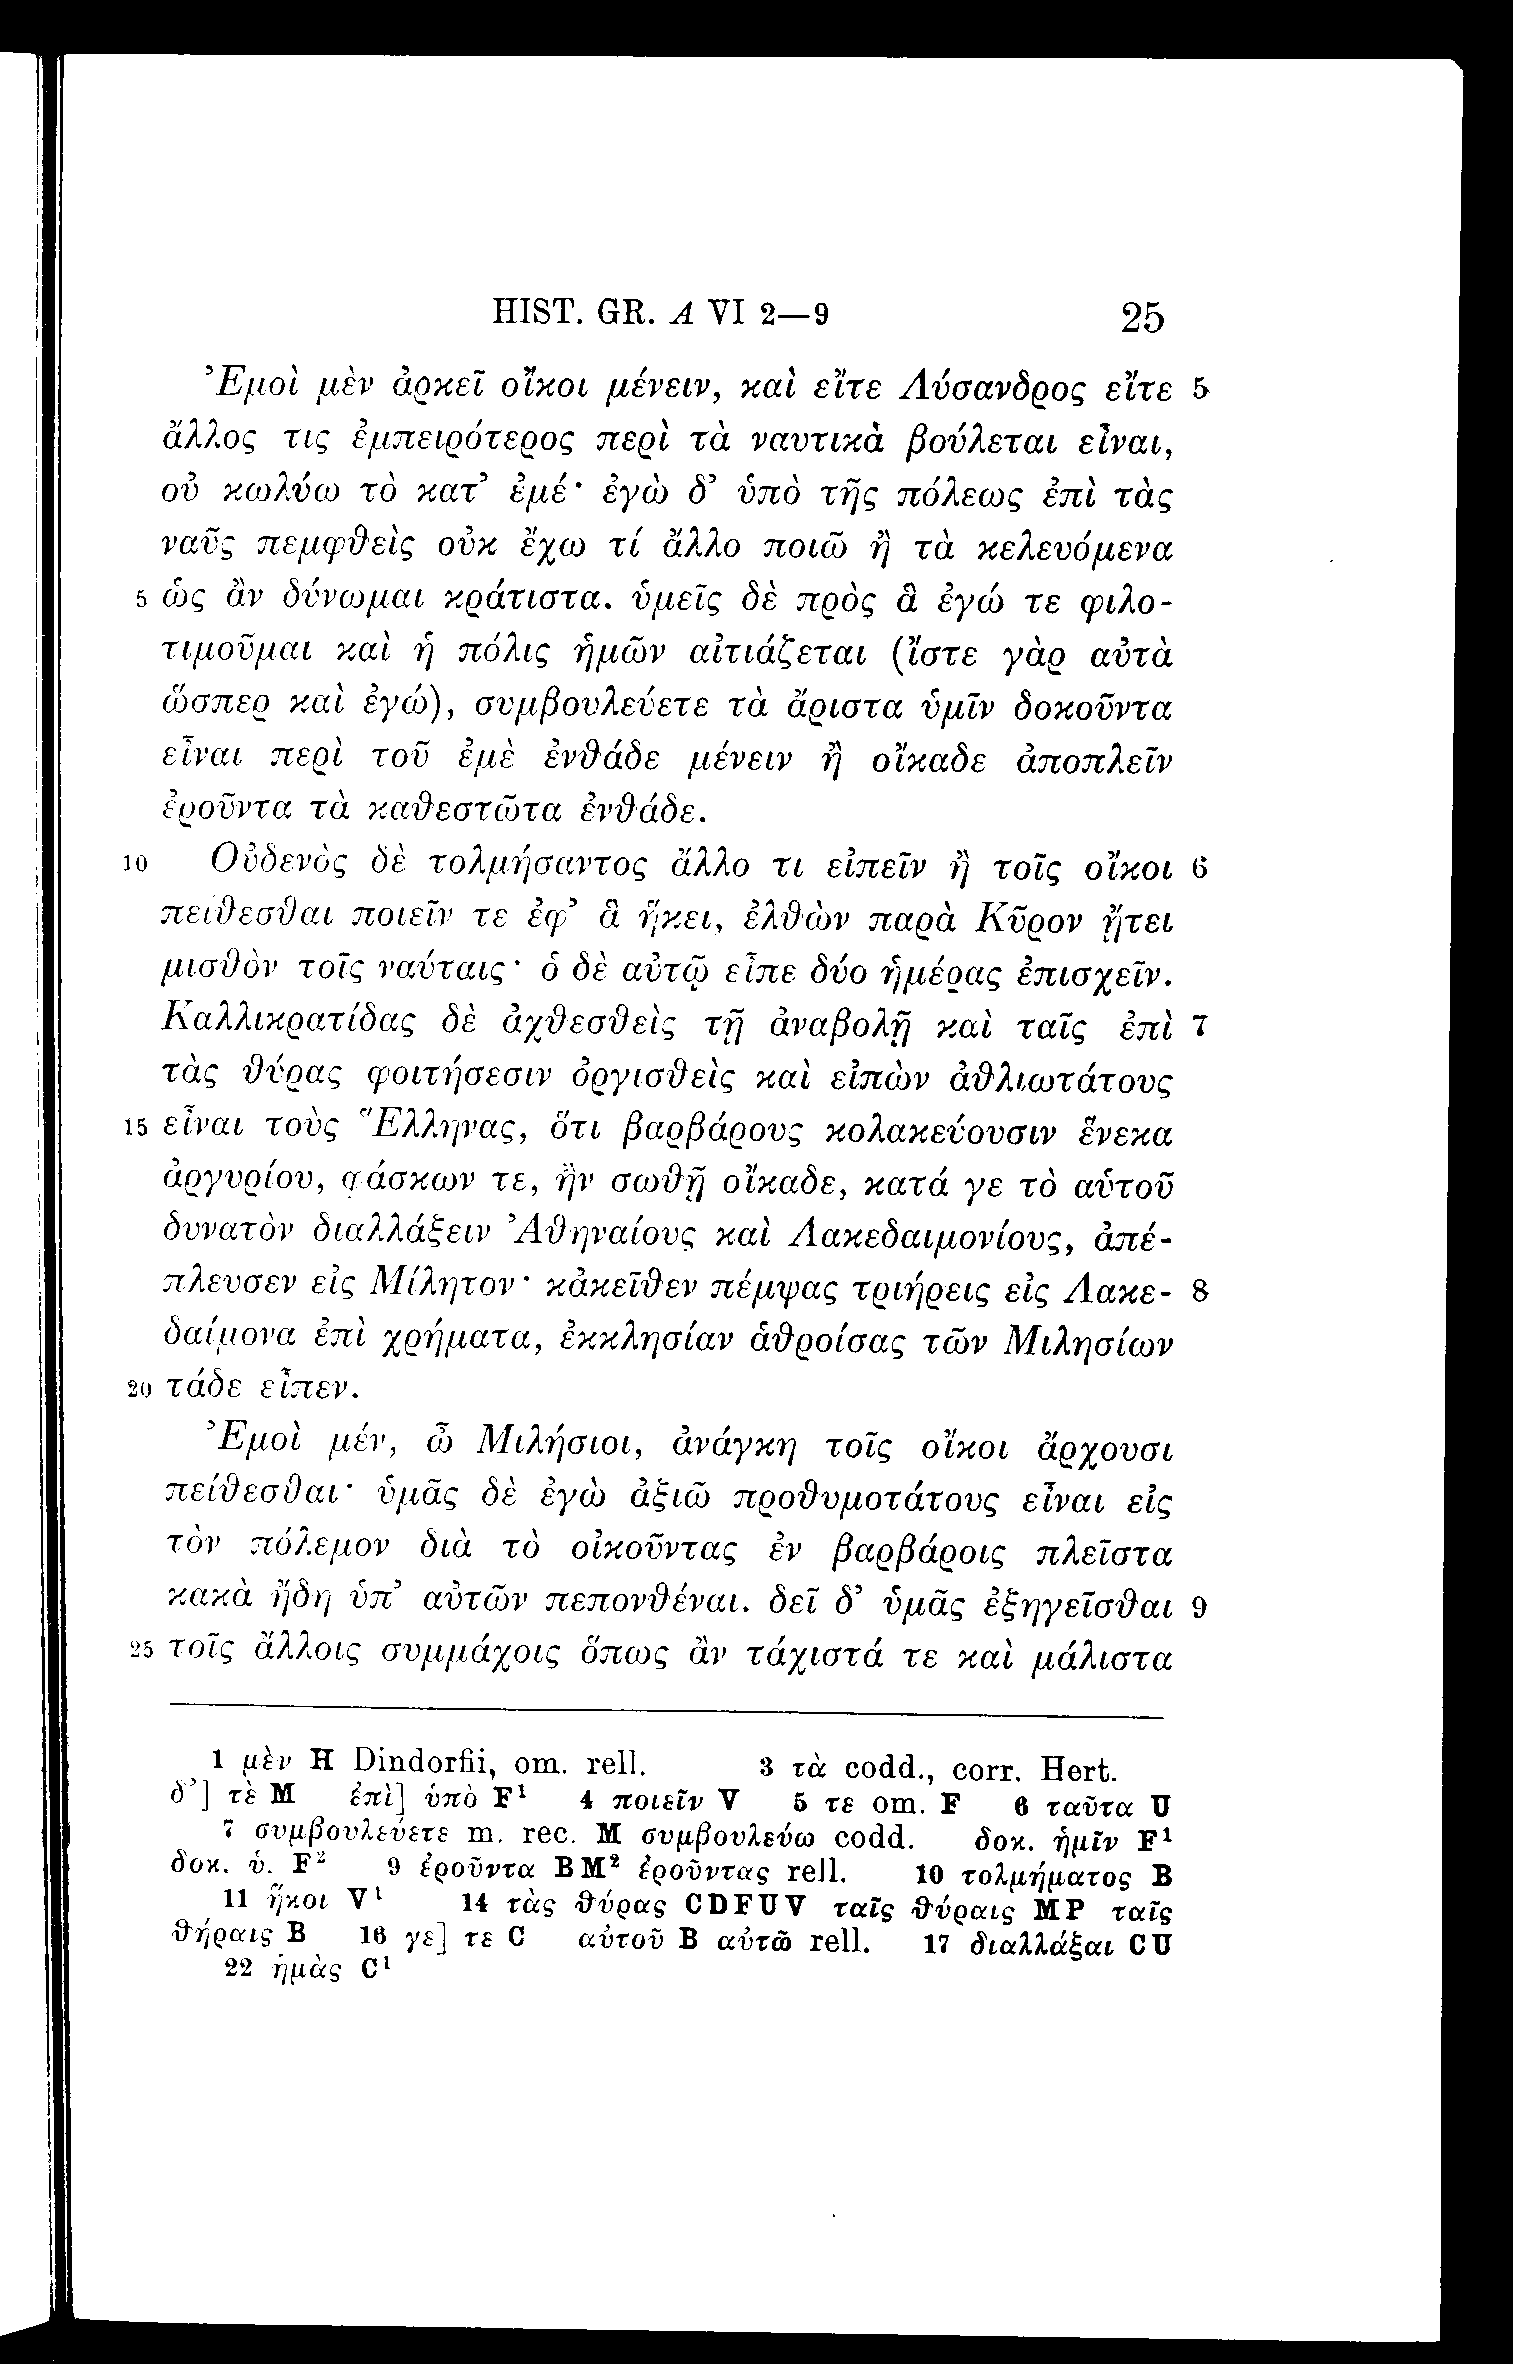 HIST. GR. Α VI 2—9 25
Ἐμοὶ μὲν ἀρκεῖ οἴκοι μένειν, καὶ εἴτε Λύσανδρος εἴτε 5
ἄλλος τις ἐμπειρότερος περὶ τὰ ναυτικὰ βούλεται εἶναι,
οὐ κωλύω τὸ κατ’ ἐμέ· ἐγὼ δ’ ὑπὸ τῆς πόλεως ἐπὶ τὰς
ναῦς πεμφθεὶς οὐκ ἔχω τί ἄλλο ποιῶ ἢ τὰ κελευόμενα
5 ὡς ἂν δύνωμαι κράτιστα. ὑμεῖς δὲ πρὸς ἃ ἐγώ τε φιλο-
τιμοῦμαι καὶ ἡ πόλις ἡμῶν αἰτιάζεται (ἴστε γὰρ αὐτὰ
ὥσπερ καὶ ἐγώ), συμβουλεύετε τὰ ἄριστα ὑμῖν δοκοῦντα
εἶναι περὶ τοῦ ἐμὲ ἐνθάδε μένειν ἢ οἴκαδε ἀποπλεῖν
ἐροῦντα τὰ καθεστῶτα ἐνθάδε.
10 Οὐδενὸς δὲ τολμήσαντος ἄλλο τι εἰπεῖν ἢ τοῖς οἴκοι 6
πείθεσθαι ποιεῖν τε ἐφ’ ἃ ἥκει, ἐλθὼν παρὰ Κῦρον ᾔτει
μισθὸν τοῖς ναύταις· ὁ δὲ αὐτῷ εἶπε δύο ἡμέρας ἐπισχεῖν.
Καλλικρατίδας δὲ ἀχθεσθεὶς τῇ ἀναβολῇ καὶ ταῖς ἐπὶ 7
τὰς θύρας φοιτήσεσιν ὀργισθεὶς καὶ εἰπὼν ἀθλιωτάτους
15 εἶναι τοὺς Ἕλληνας, ὅτι βαρβάρους κολακεύουσιν ἕνεκα
ἀργυρίου, φάσκων τε, ἢν σωθῇ οἴκαδε, κατά γε τὸ αὑτοῦ
δυνατὸν διαλλάξειν Ἀθηναίους καὶ Λακεδαιμονίους, ἀπέ-
πλευσεν εἰς Μίλητον· κἀκεῖθεν πέμψας τριήρεις εἰς Λακε- 8
δαίμονα ἐπὶ χρήματα, ἐκκλησίαν ἁθροίσας τῶν Μιλησίων
20 τάδε εἶπεν.
Ἐμοὶ μέν, ὦ Μιλήσιοι, ἀνάγκη τοῖς οἴκοι ἄρχουσι
πείθεσθαι· ὑμᾶς δὲ ἐγὼ ἀξιῶ προθυμοτάτους εἶναι εἰς
τὸν πόλεμον διὰ τὸ οἰκοῦντας ἐν βαρβάροις πλεῖστα
κακὰ ἤδη ὑπ’ αὐτῶν πεπονθέναι. δεῖ δ’ ὑμᾶς ἐξηγεῖσθαι 9
25 τοῖς ἄλλοις συμμάχοις ὅπως ἂν τάχιστά τε καὶ μάλιστα
1 μὲν H Dindorfii, om. rell. 3 τὰ codd., corr. Hert.
δ’] τὲ M ἐπὶ] ὑπὸ F¹ 4 ποιεῖν V 5 τε om. F 6 ταῦτα U
7 συμβουλεύετε m. rec. M συμβουλεύω codd. δοκ. ἡμῖν F¹
δοκ. ὑ. F² 9 ἐροῦντα BM² ἐροῦντας rell. 10 τολμήματος B
11 ἥκοι V¹ 14 τὰς θύρας CDFUV ταῖς θύραις MP ταῖς
θήραις B 16 γε] τε C αὐτοῦ B αὐτῶ rell. 17 διαλλάξαι CU
22 ἡμὰς C¹